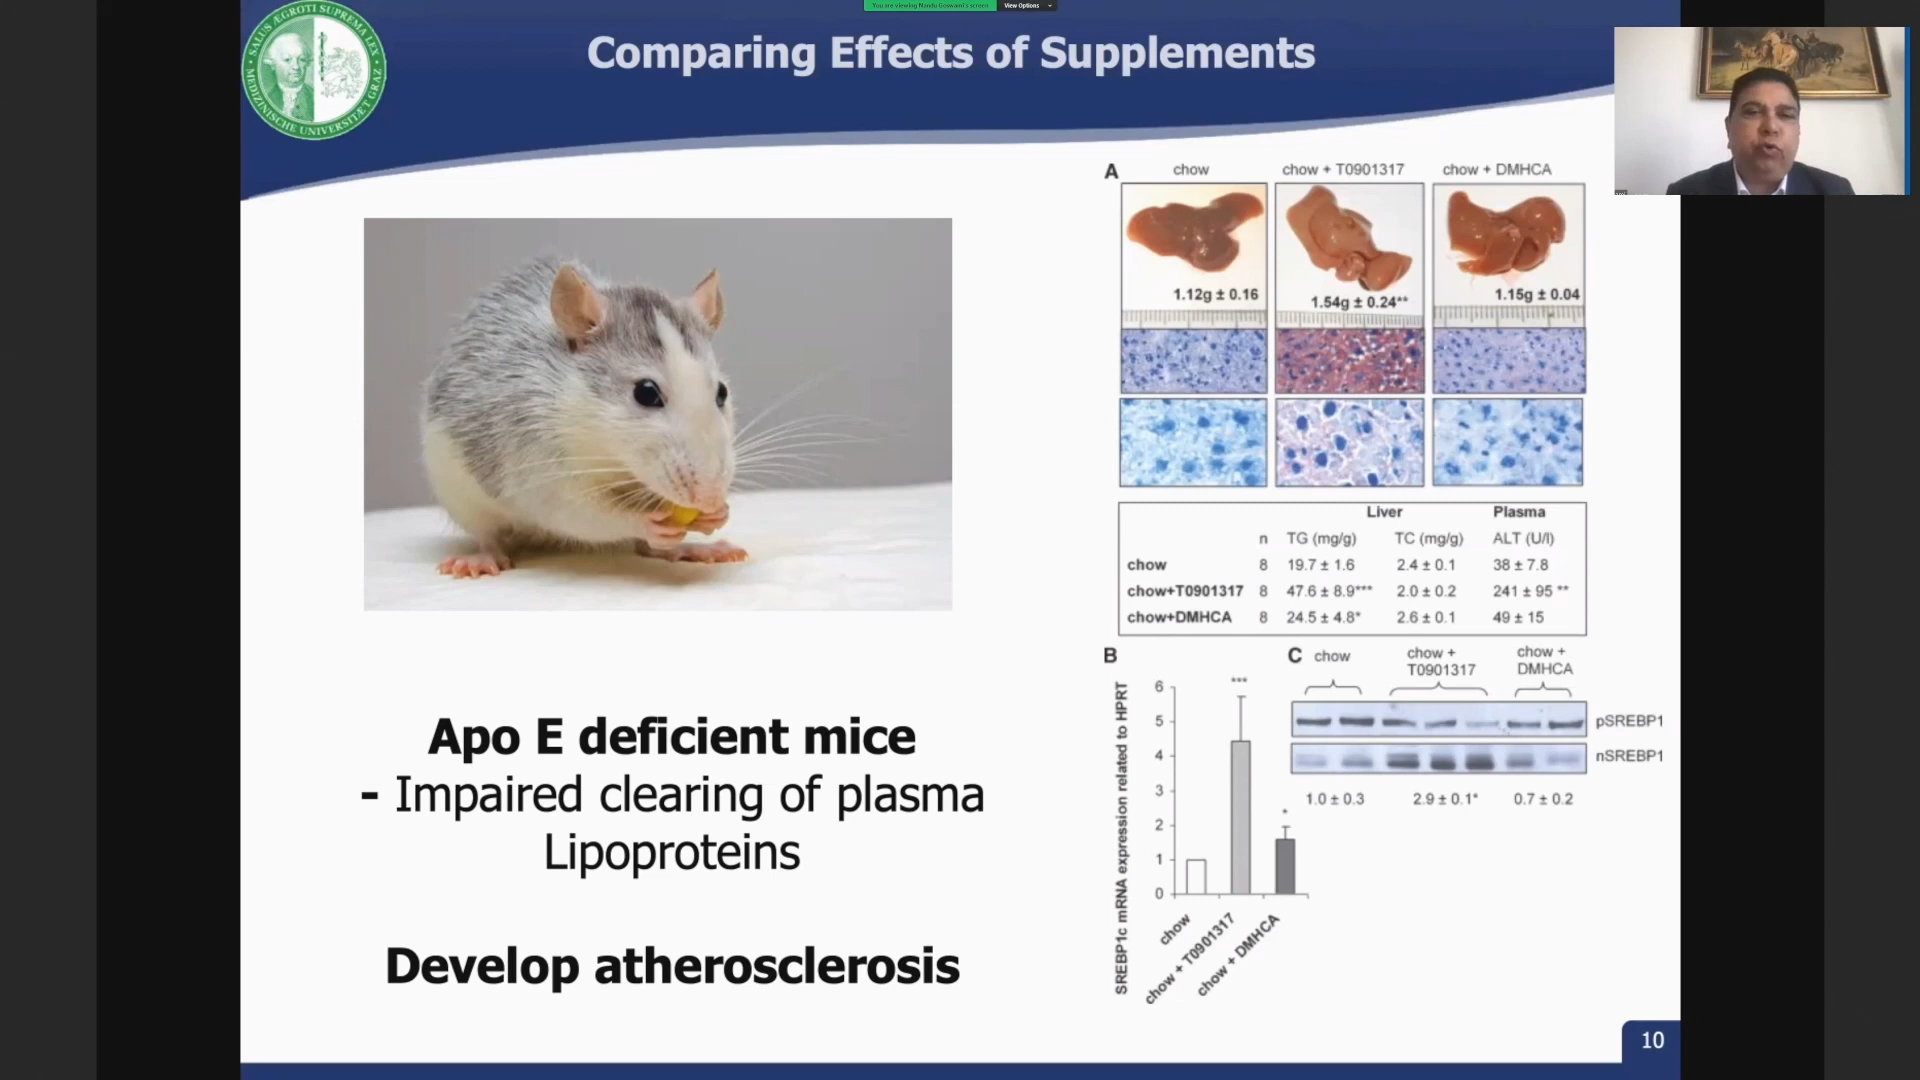 You are viewing Nandu Goswami's screen View Options
SALUS ÆGROTI SUPREMA LEX
MEDIZINISCHE UNIVERSITÄT GRAZ
Comparing Effects of Supplements
Apo E deficient mice
- Impaired clearing of plasma
Lipoproteins
Develop atherosclerosis
A chow chow + T0901317 chow + DMHCA
1.12g ± 0.16 1.54g ± 0.24** 1.15g ± 0.04
Liver Plasma
n TG (mg/g) TC (mg/g) ALT (U/l)
chow 8 19.7 ± 1.6 2.4 ± 0.1 38 ± 7.8
chow+T0901317 8 47.6 ± 8.9*** 2.0 ± 0.2 241 ± 95 **
chow+DMHCA 8 24.5 ± 4.8* 2.6 ± 0.1 49 ± 15
B
SREBP1c mRNA expression related to HPRT
6
5
4
3
2
1
0
***
*
chow
chow + T0901317
chow + DMHCA
C chow chow + T0901317 chow + DMHCA
pSREBP1
nSREBP1
1.0 ± 0.3 2.9 ± 0.1* 0.7 ± 0.2
10